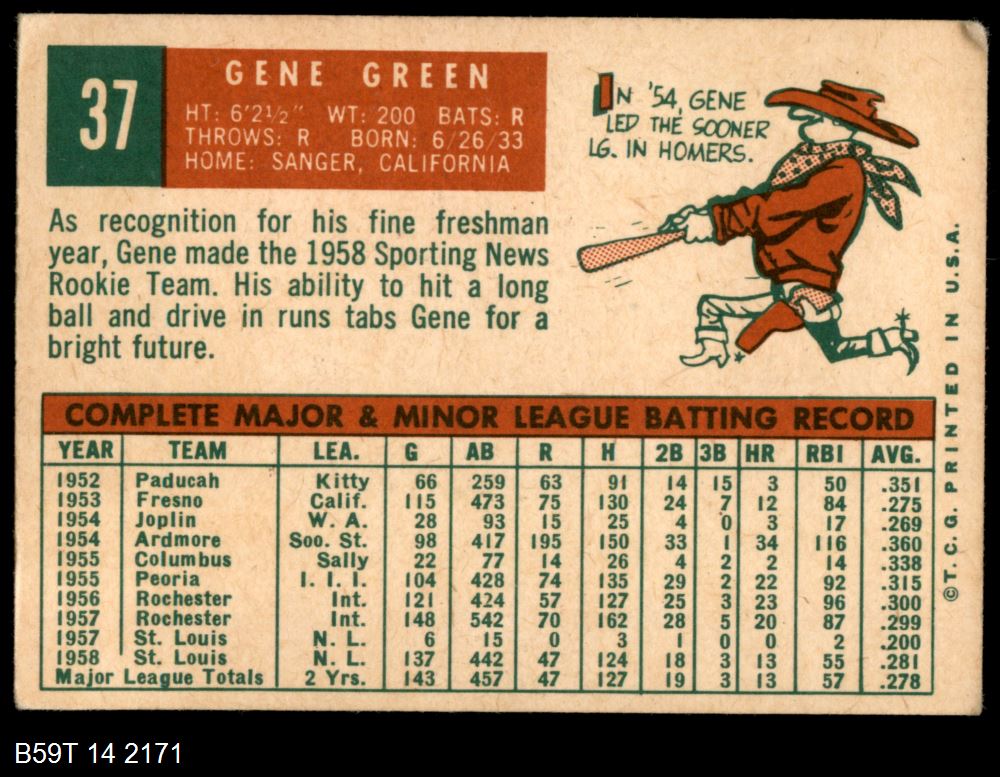 37
GENE GREEN
HT: 6'2½" WT: 200 BATS: R
THROWS: R BORN: 6/26/33
HOME: SANGER, CALIFORNIA
IN '54, GENE
LED THE SOONER
LG. IN HOMERS.
As recognition for his fine freshman
year, Gene made the 1958 Sporting News
Rookie Team. His ability to hit a long
ball and drive in runs tabs Gene for a
bright future.
COMPLETE MAJOR & MINOR LEAGUE BATTING RECORD
YEAR TEAM LEA. G AB R H 2B 3B HR RBI AVG.
1952 Paducah Kitty 66 259 63 91 14 15 3 50 .351
1953 Fresno Calif. 115 473 75 130 24 7 12 84 .275
1954 Joplin W. A. 28 93 15 25 4 0 3 17 .269
1954 Ardmore Soo. St. 98 417 195 150 33 1 34 116 .360
1955 Columbus Sally 22 77 14 26 4 2 2 14 .338
1955 Peoria I. I. I. 104 428 74 135 29 2 22 92 .315
1956 Rochester Int. 121 424 57 127 25 3 23 96 .300
1957 Rochester Int. 148 542 70 162 28 5 20 87 .299
1957 St. Louis N. L. 6 15 0 3 1 0 0 2 .200
1958 St. Louis N. L. 137 442 47 124 18 3 13 55 .281
Major League Totals 2 Yrs. 143 457 47 127 19 3 13 57 .278
©T. C. G. PRINTED IN U.S.A.
B59T 14 2171